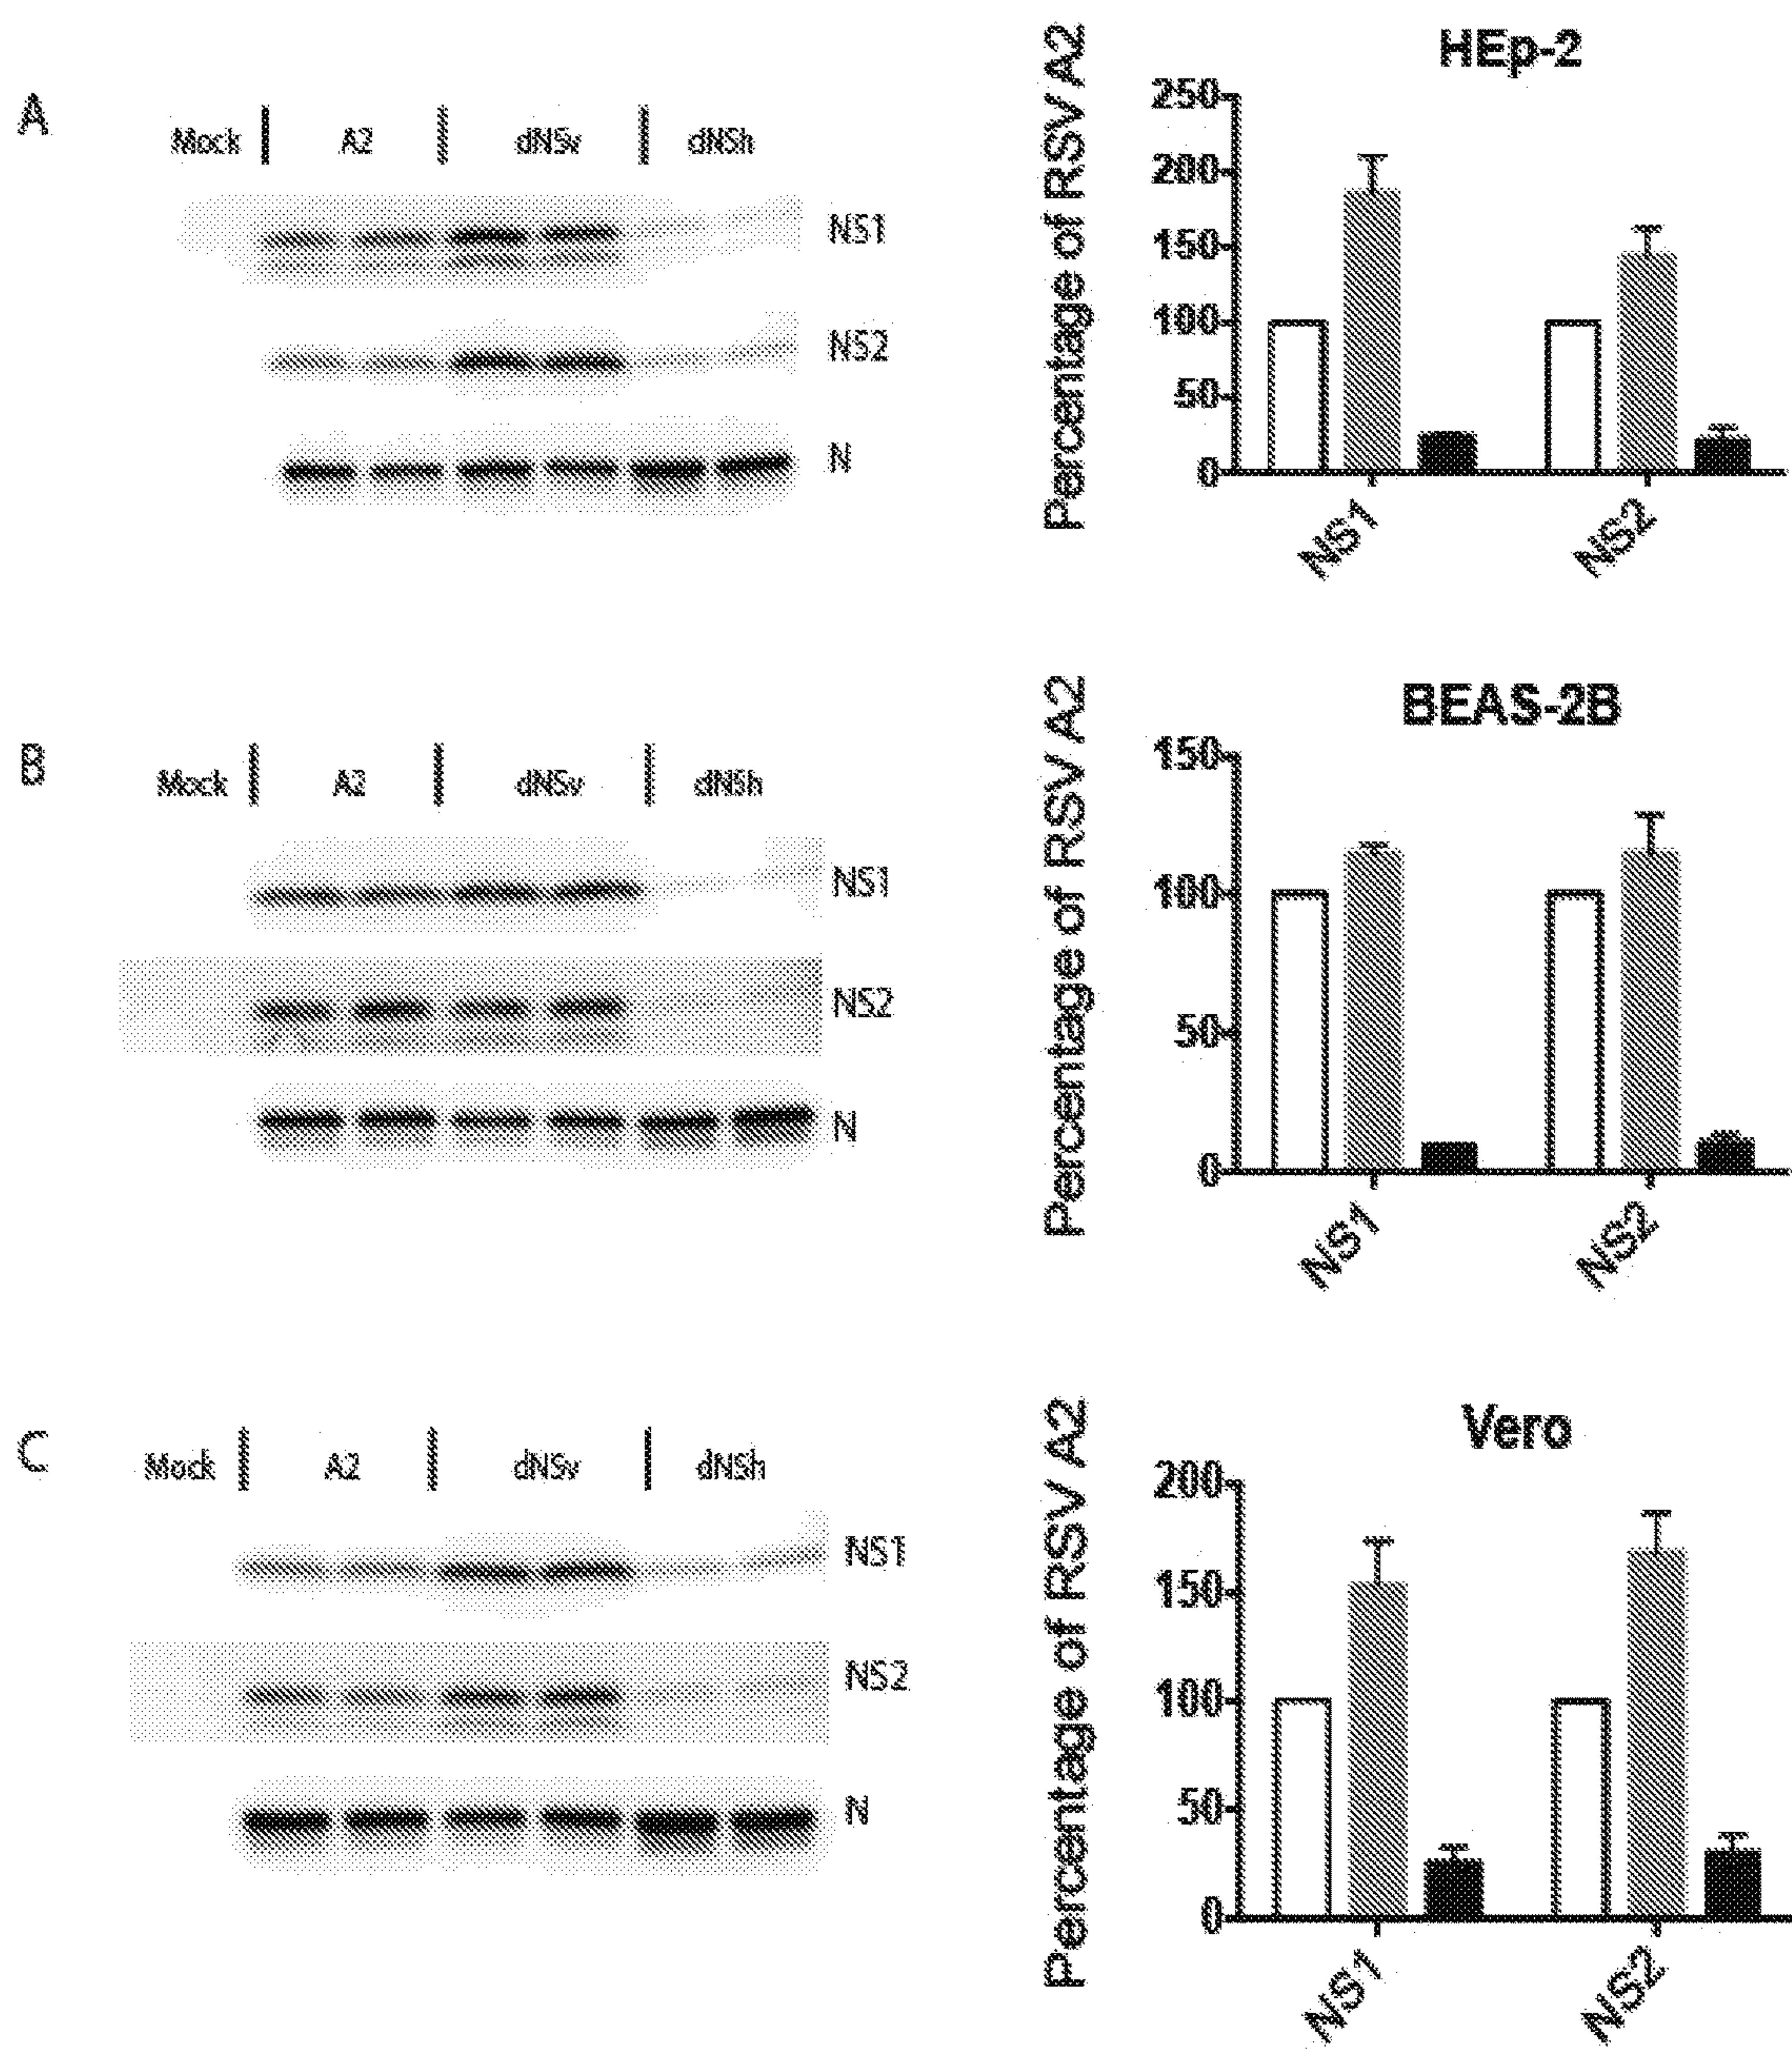 A
Mock A2 dNSv dNSh
NS1
NS2
N
HEp-2
Percentage of RSV A2
250
200
150
100
50
0
NS1 NS2
B
Mock A2 dNSv dNSh
NS1
NS2
N
BEAS-2B
Percentage of RSV A2
150
100
50
0
NS1 NS2
C
Mock A2 dNSv dNSh
NS1
NS2
N
Vero
Percentage of RSV A2
200
150
100
50
0
NS1 NS2